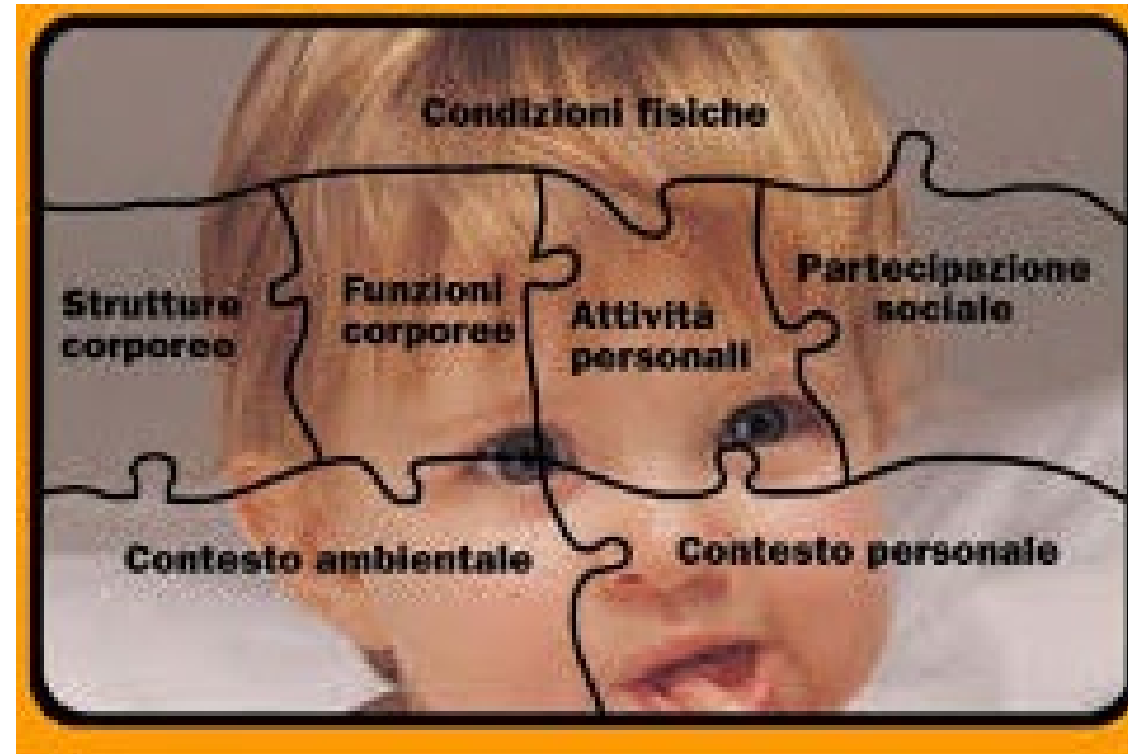 Condizioni fisiche
Strutture
corporee
Funzioni
corporee
Attività
personali
Partecipazione
sociale
Contesto ambientale
Contesto personale